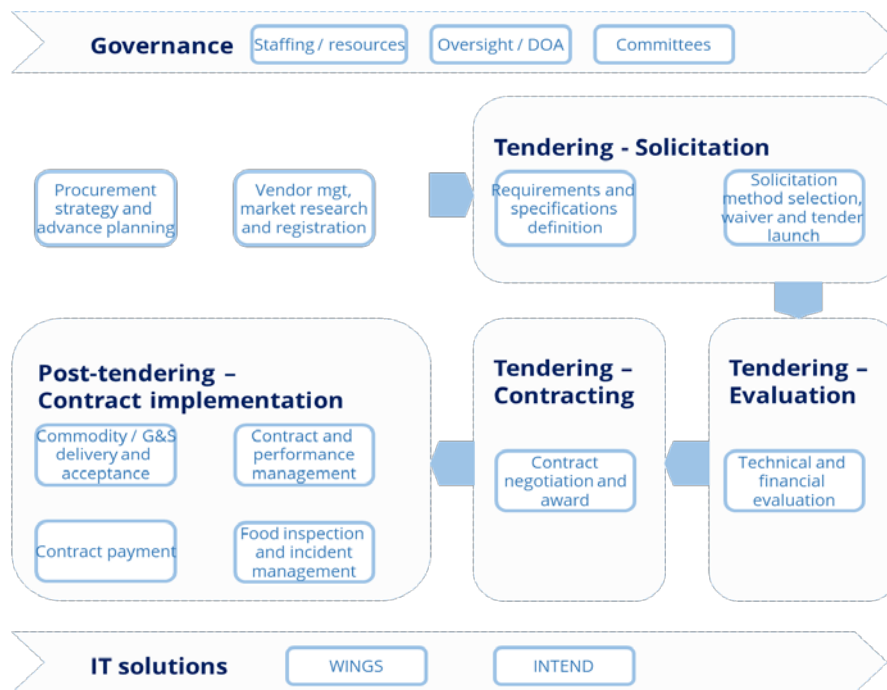 Governance
Staffing / resources
Oversight / DOA
Committees
Procurement
strategy and
advance planning
Vendor mgt,
market research
and registration
Tendering - Solicitation
Requirements and
specifications
definition
Solicitation
method selection,
waiver and tender
launch
Post-tendering –
Contract implementation
Commodity / G&S
delivery and
acceptance
Contract and
performance
management
Contract payment
Food inspection
and incident
management
Tendering –
Contracting
Contract
negotiation and
award
Tendering –
Evaluation
Technical and
financial
evaluation
IT solutions
WINGS
INTEND